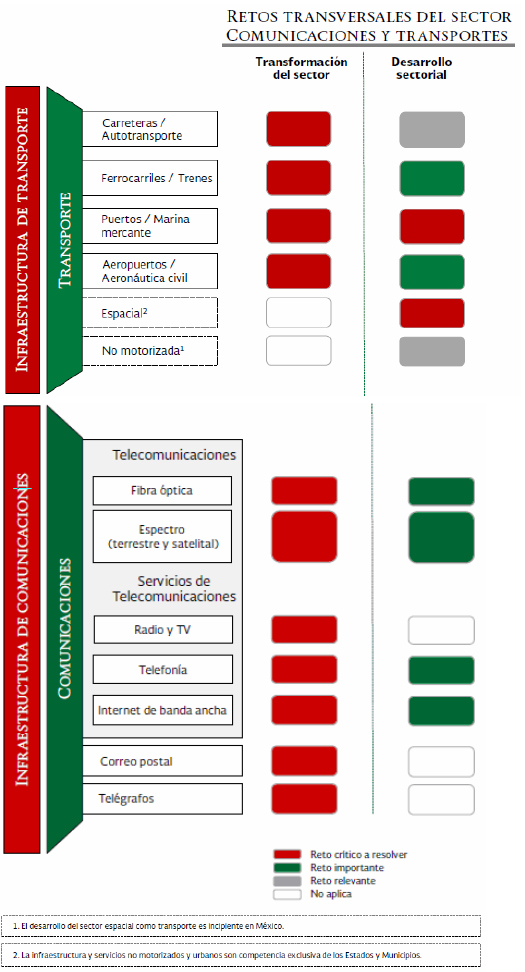 RETOS TRANSVERSALES DEL SECTOR
COMUNICACIONES Y TRANSPORTES
Transformación
del sector
Desarrollo
sectorial
INFRAESTRUCTURA DE TRANSPORTE
TRANSPORTE
Carreteras /
Autotransporte
Ferrocarriles / Trenes
Puertos / Marina
mercante
Aeropuertos /
Aeronáutica civil
Espacial²
No motorizada¹
INFRAESTRUCTURA DE COMUNICACIONES
COMUNICACIONES
Telecomunicaciones
Fibra óptica
Espectro
(terrestre y satelital)
Servicios de
Telecomunicaciones
Radio y TV
Telefonía
Internet de banda ancha
Correo postal
Telégrafos
Reto crítico a resolver
Reto importante
Reto relevante
No aplica
1. El desarrollo del sector espacial como transporte es incipiente en México.
2. La infraestructura y servicios no motorizados y urbanos son competencia exclusiva de los Estados y Municipios.